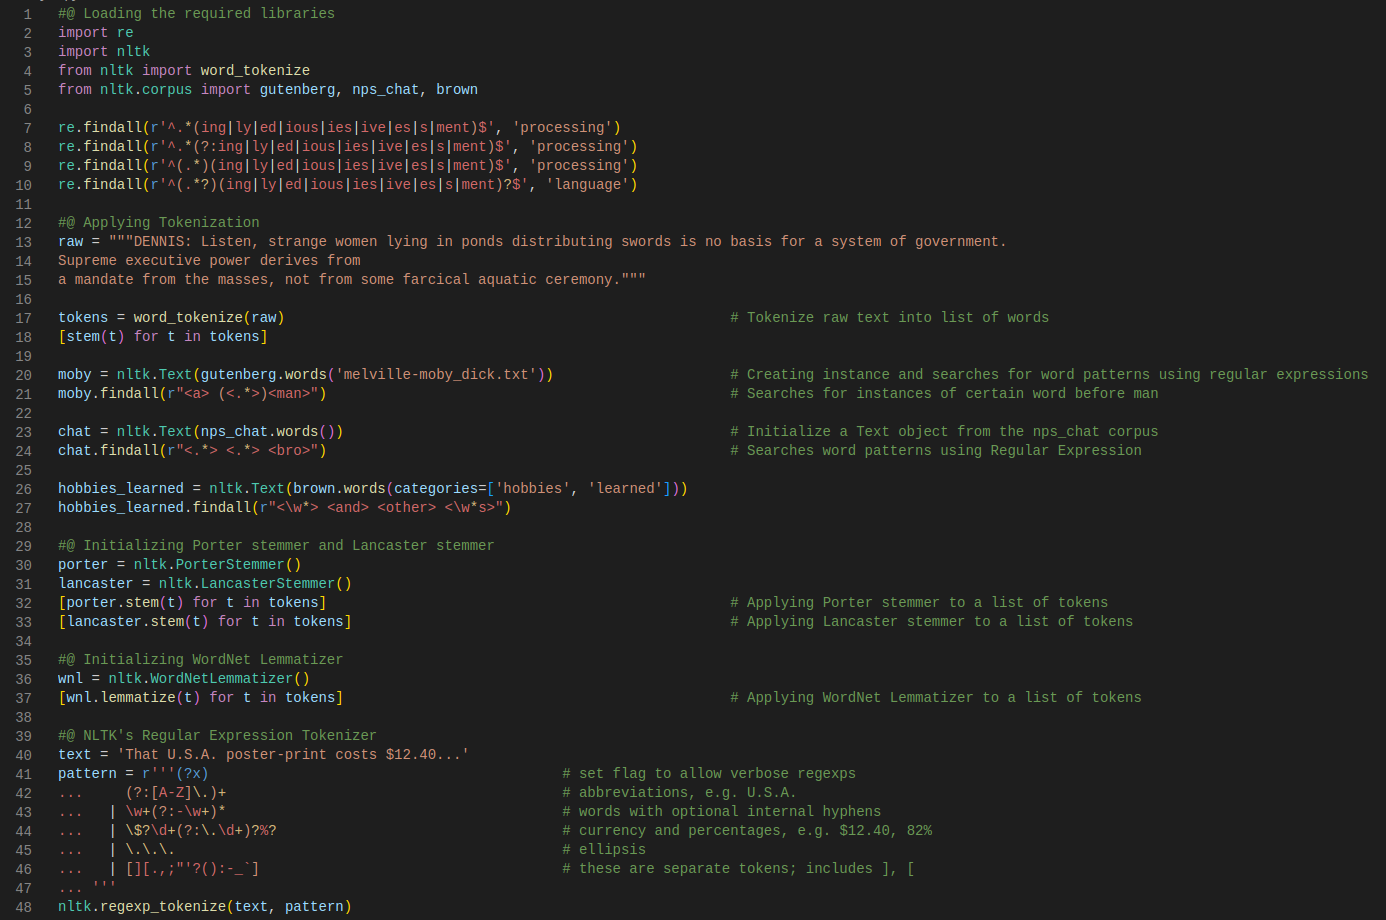 1 #@ Loading the required libraries
2 import re
3 import nltk
4 from nltk import word_tokenize
5 from nltk.corpus import gutenberg, nps_chat, brown
6
7 re.findall(r'^.*(ing|ly|ed|ious|ies|ive|es|s|ment)$', 'processing')
8 re.findall(r'^.*(?:ing|ly|ed|ious|ies|ive|es|s|ment)$', 'processing')
9 re.findall(r'^(.*)(ing|ly|ed|ious|ies|ive|es|s|ment)$', 'processing')
10 re.findall(r'^(.*?)(ing|ly|ed|ious|ies|ive|es|s|ment)?$', 'language')
11
12 #@ Applying Tokenization
13 raw = """DENNIS: Listen, strange women lying in ponds distributing swords is no basis for a system of government.
14 Supreme executive power derives from
15 a mandate from the masses, not from some farcical aquatic ceremony."""
16
17 tokens = word_tokenize(raw) # Tokenize raw text into list of words
18 [stem(t) for t in tokens]
19
20 moby = nltk.Text(gutenberg.words('melville-moby_dick.txt')) # Creating instance and searches for word patterns using regular expressions
21 moby.findall(r"<a> (<.*>)<man>") # Searches for instances of certain word before man
22
23 chat = nltk.Text(nps_chat.words()) # Initialize a Text object from the nps_chat corpus
24 chat.findall(r"<.*> <.*> <bro>") # Searches word patterns using Regular Expression
25
26 hobbies_learned = nltk.Text(brown.words(categories=['hobbies', 'learned']))
27 hobbies_learned.findall(r"<\w*> <and> <other> <\w*s>")
28
29 #@ Initializing Porter stemmer and Lancaster stemmer
30 porter = nltk.PorterStemmer()
31 lancaster = nltk.LancasterStemmer()
32 [porter.stem(t) for t in tokens] # Applying Porter stemmer to a list of tokens
33 [lancaster.stem(t) for t in tokens] # Applying Lancaster stemmer to a list of tokens
34
35 #@ Initializing WordNet Lemmatizer
36 wnl = nltk.WordNetLemmatizer()
37 [wnl.lemmatize(t) for t in tokens] # Applying WordNet Lemmatizer to a list of tokens
38
39 #@ NLTK's Regular Expression Tokenizer
40 text = 'That U.S.A. poster-print costs $12.40...'
41 pattern = r'''(?x) # set flag to allow verbose regexps
42 ... (?:[A-Z]\.)+ # abbreviations, e.g. U.S.A.
43 ... | \w+(?:-\w+)* # words with optional internal hyphens
44 ... | \$?\d+(?:\.\d+)?%? # currency and percentages, e.g. $12.40, 82%
45 ... | \.\.\. # ellipsis
46 ... | [][.,;"'?():-_`] # these are separate tokens; includes ], [
47 ... '''
48 nltk.regexp_tokenize(text, pattern)